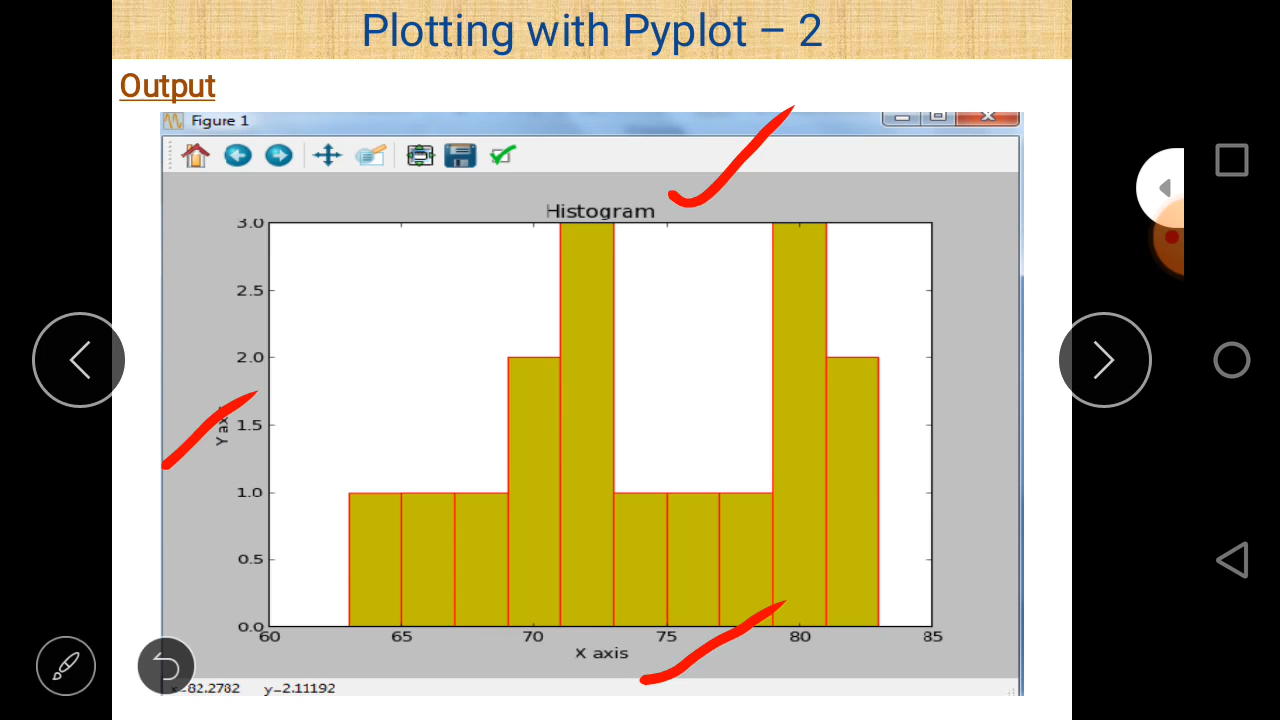 Plotting with Pyplot – 2
Output
Figure 1
Histogram
3.0
2.5
2.0
1.5
1.0
0.5
0.0
60 65 70 75 80 85
X axis
x=82.2782 y=2.11192